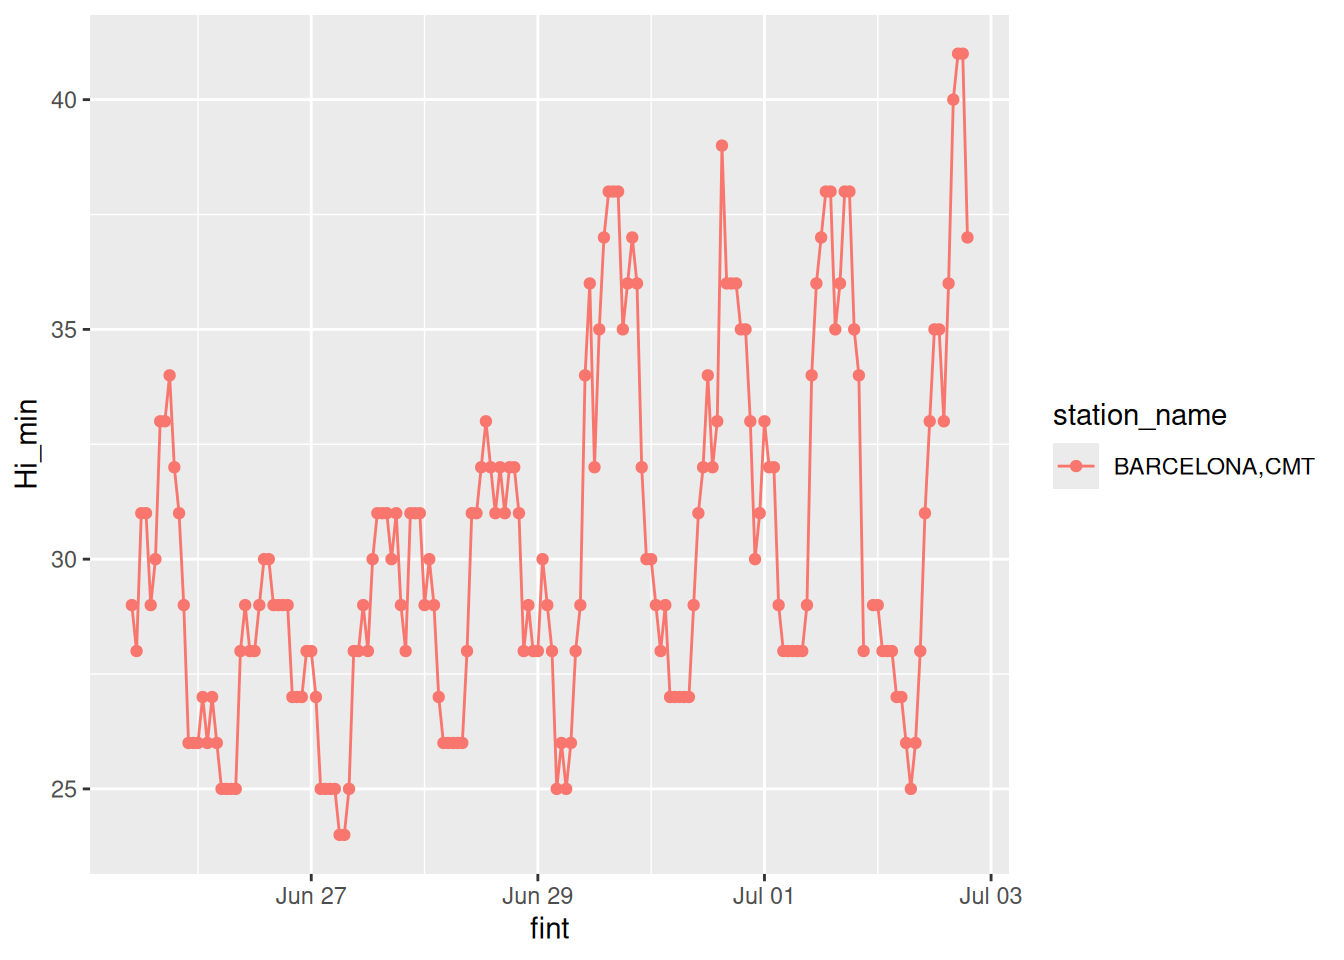 40
35
30
25
Hi_min
Jun 27
Jun 29
Jul 01
Jul 03
fint
station_name
BARCELONA,CMT